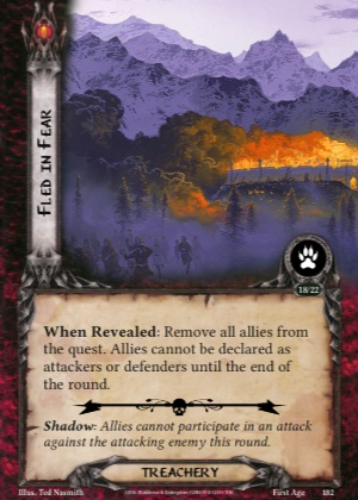 FLED IN FEAR
18/22
When Revealed: Remove all allies from
the quest. Allies cannot be declared as
attackers or defenders until the end of
the round.
Shadow: Allies cannot participate in an attack
against the attacking enemy this round.
TREACHERY
Illus. Ted Nasmith
First Age
182